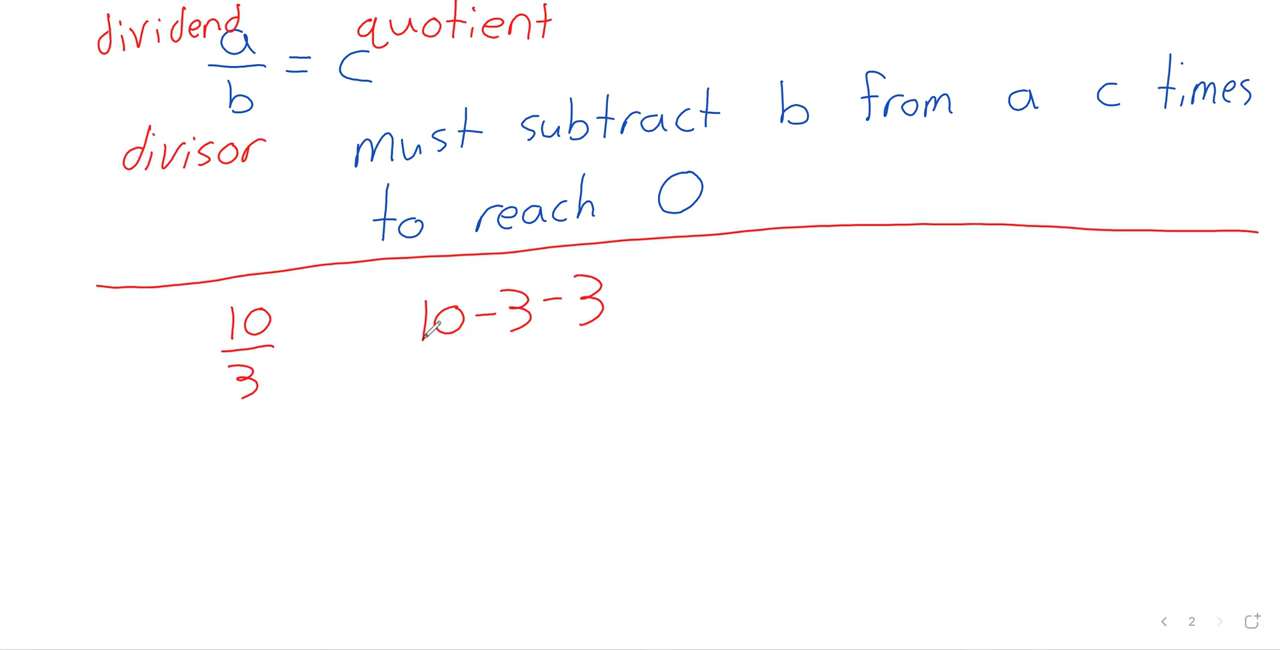 dividend quotient
a/b = c
must subtract b from a c times
divisor
to reach 0
10/3 10-3-3
< 2 >